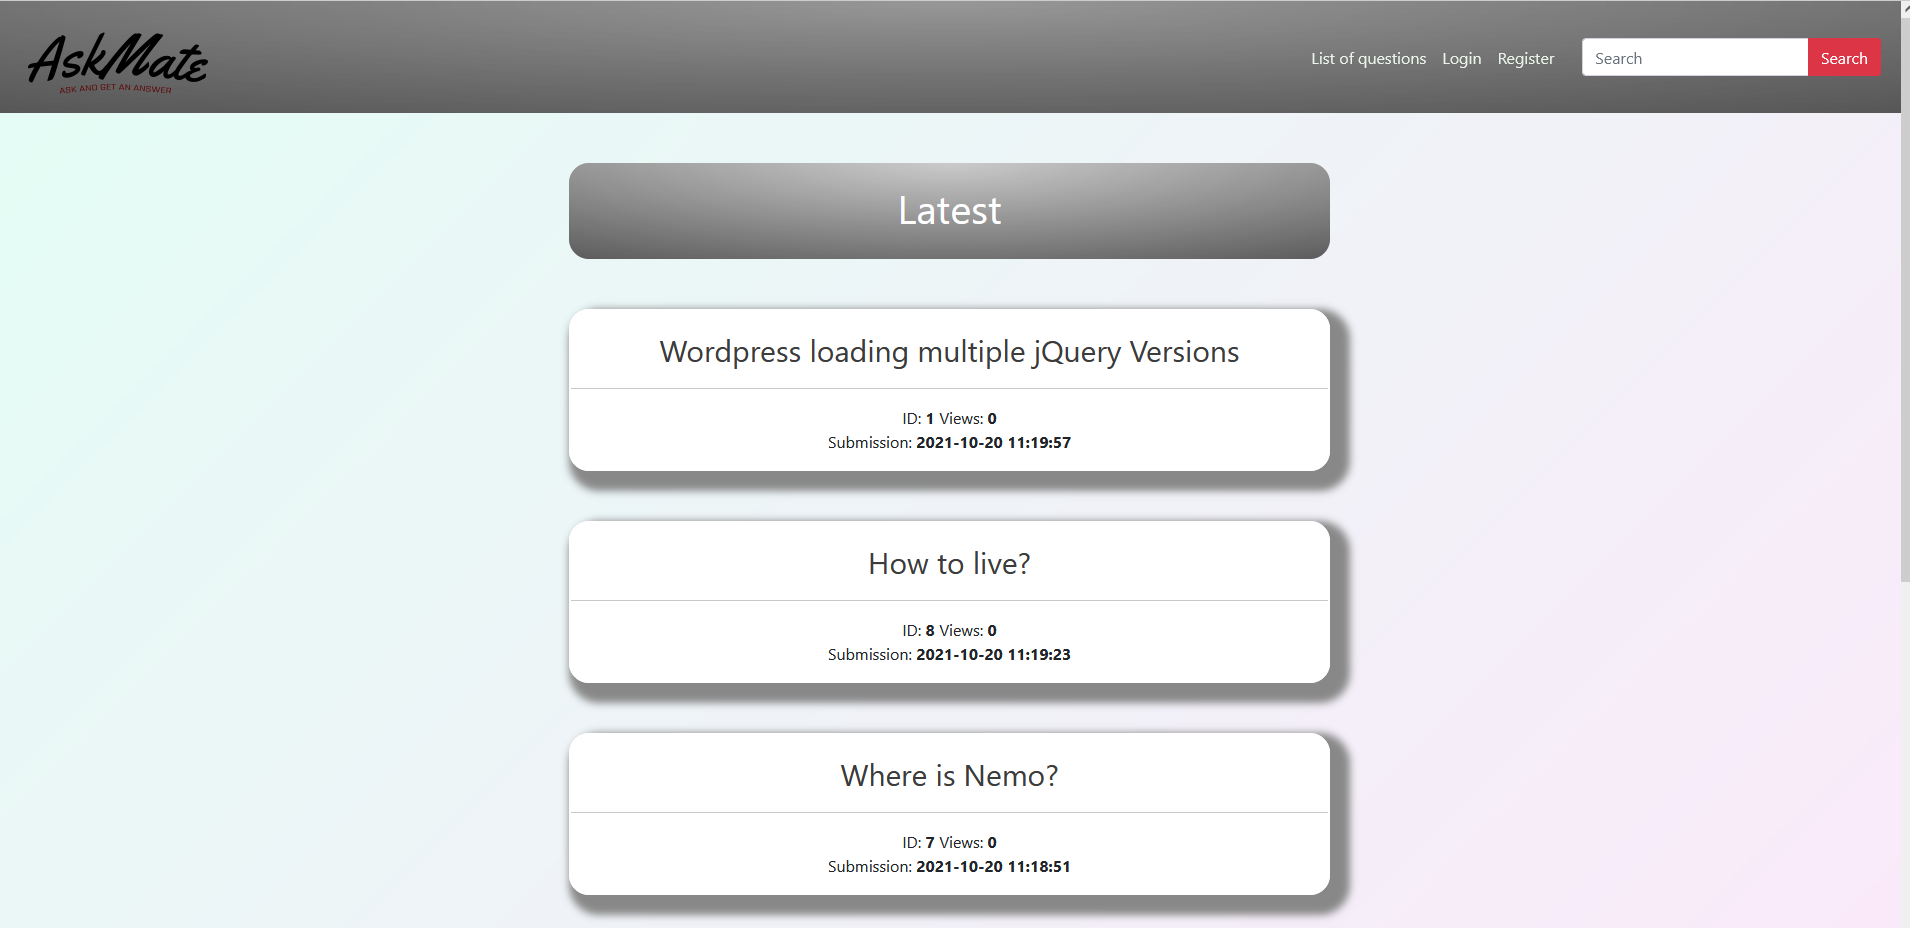 AskMate
ASK AND GET AN ANSWER
List of questions Login Register Search Search
Latest
Wordpress loading multiple jQuery Versions
ID: 1 Views: 0
Submission: 2021-10-20 11:19:57
How to live?
ID: 8 Views: 0
Submission: 2021-10-20 11:19:23
Where is Nemo?
ID: 7 Views: 0
Submission: 2021-10-20 11:18:51